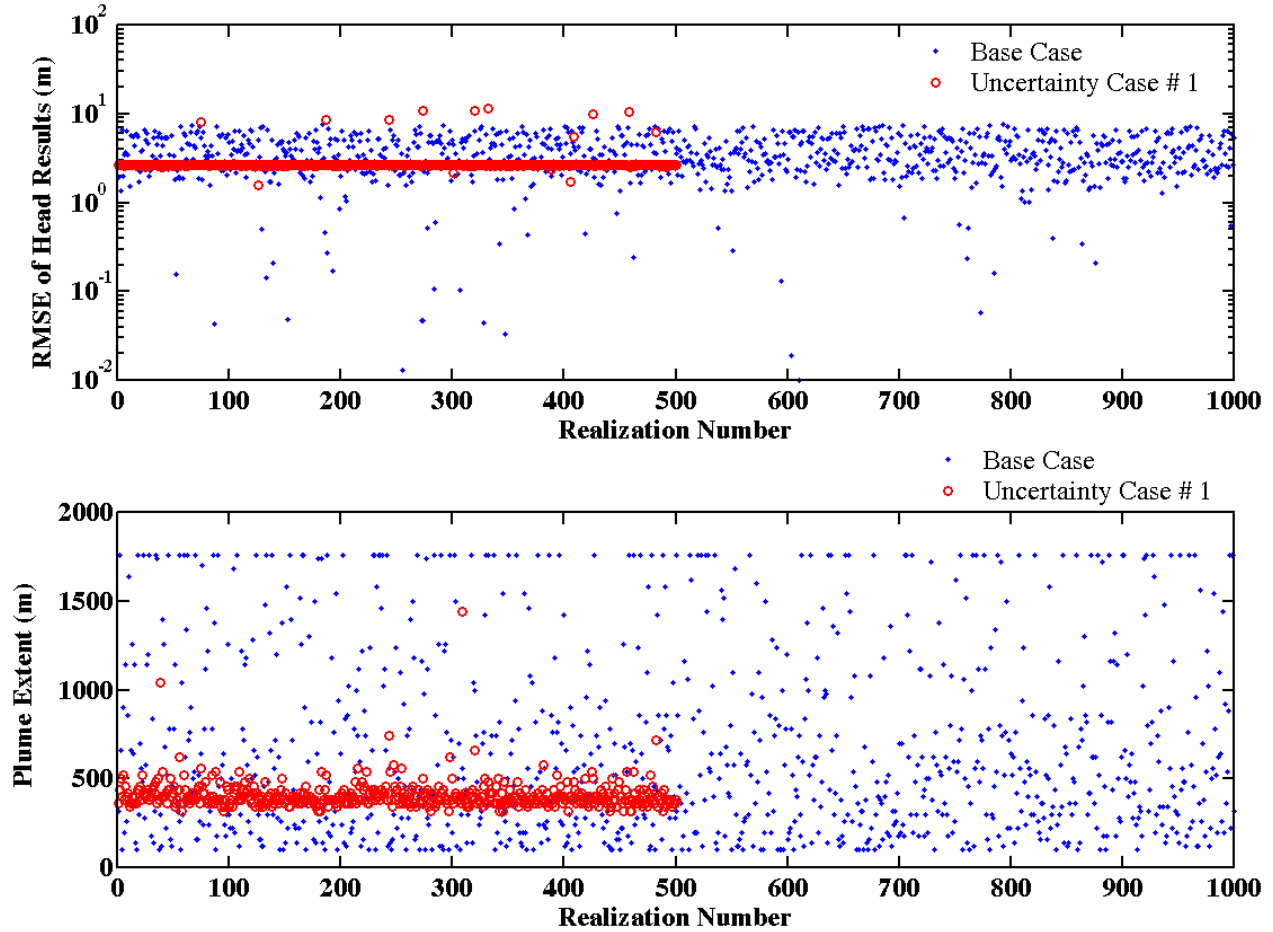 10^2
10^1
10^0
10^-1
10^-2
RMSE of Head Results (m)
Base Case
Uncertainty Case # 1
0 100 200 300 400 500 600 700 800 900 1000
Realization Number
Base Case
Uncertainty Case # 1
2000
1500
1000
500
0
Plume Extent (m)
0 100 200 300 400 500 600 700 800 900 1000
Realization Number